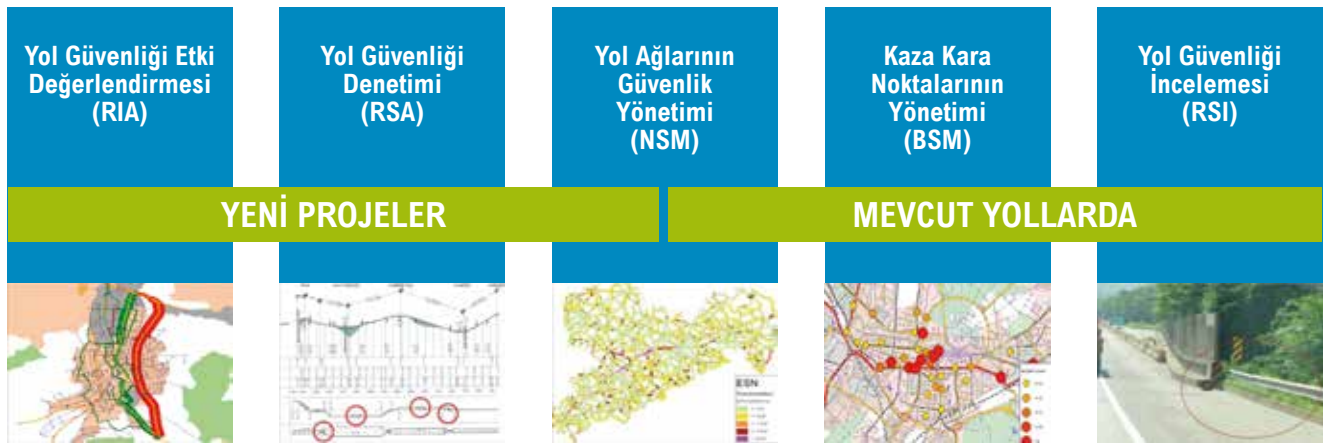 Yol Güvenliği Etki
Değerlendirmesi
(RIA)
Yol Güvenliği
Denetimi
(RSA)
Yol Ağlarının
Güvenlik
Yönetimi
(NSM)
Kaza Kara
Noktalarının
Yönetimi
(BSM)
Yol Güvenliği
İncelemesi
(RSI)
YENİ PROJELER
MEVCUT YOLLARDA
ESN